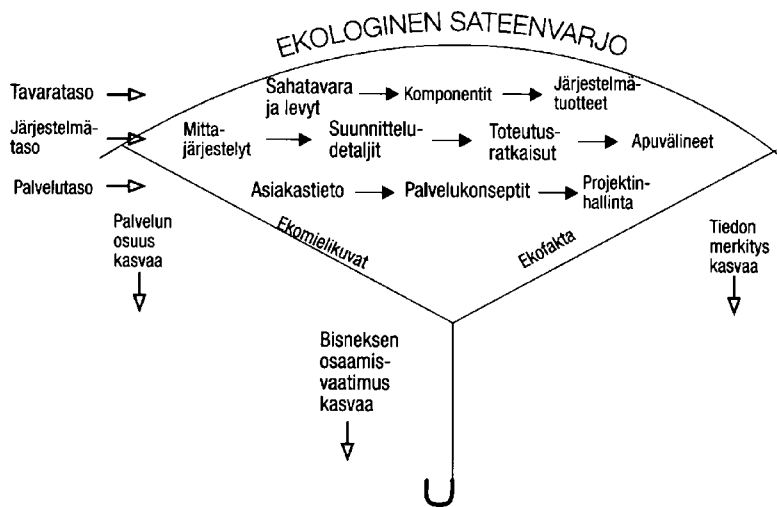 EKOLOGINEN SATEENVARJO
Tavarataso
Sahatavara
ja levyt
Komponentit
Järjestelmä-
tuotteet
Järjestelmä-
taso
Mitta-
järjestelyt
Suunnittelu-
detaljit
Toteutus-
ratkaisut
Apuvälineet
Palvelutaso
Asiakastieto
Palvelukonseptit
Projektin-
hallinta
Palvelun
osuus
kasvaa
Ekomielikuvat
Ekofakta
Tiedon
merkitys
kasvaa
Bisneksen
osaamis-
vaatimus
kasvaa